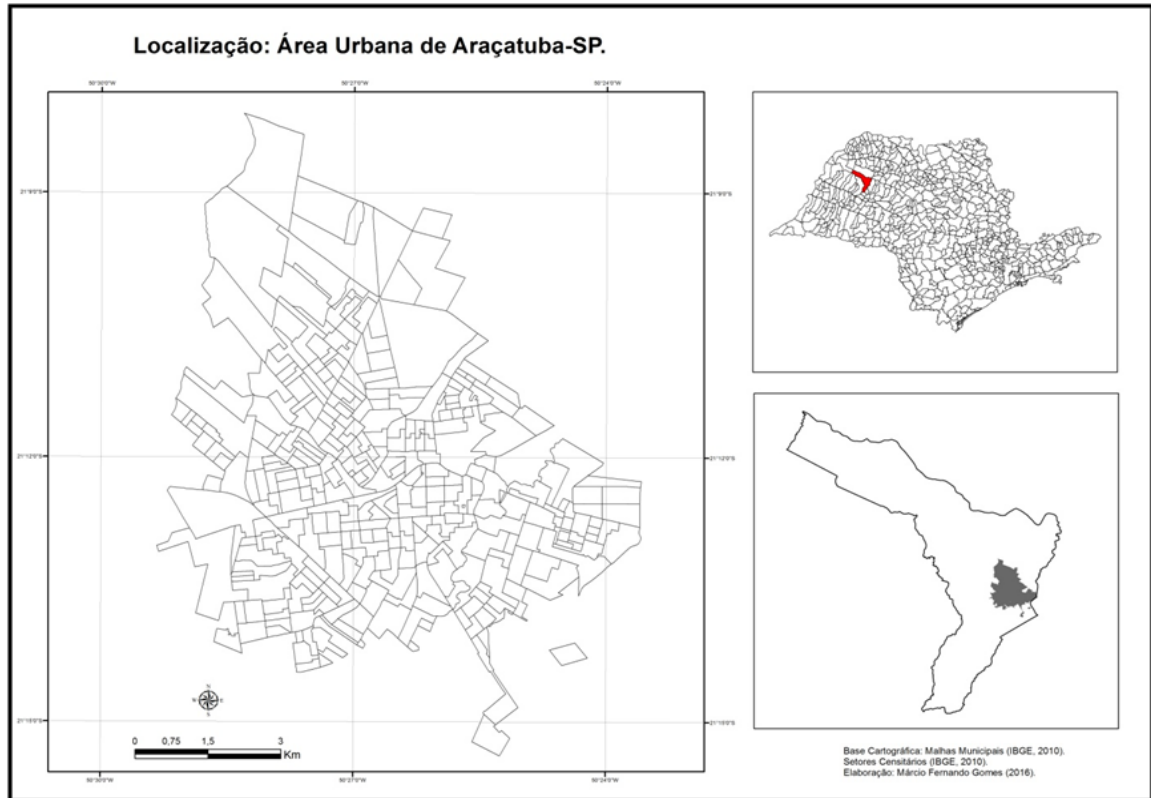 Localização: Área Urbana de Araçatuba-SP.
50°30'0"W 50°27'0"W 50°24'0"W
21°9'0"S 21°9'0"S
21°12'0"S 21°12'0"S
21°15'0"S 21°15'0"S
N
E
S
0 0,75 1,5 3
Km
50°30'0"W 50°27'0"W 50°24'0"W
Base Cartográfica: Malhas Municipais (IBGE, 2010).
Setores Censitários (IBGE, 2010).
Elaboração: Márcio Fernando Gomes (2016).